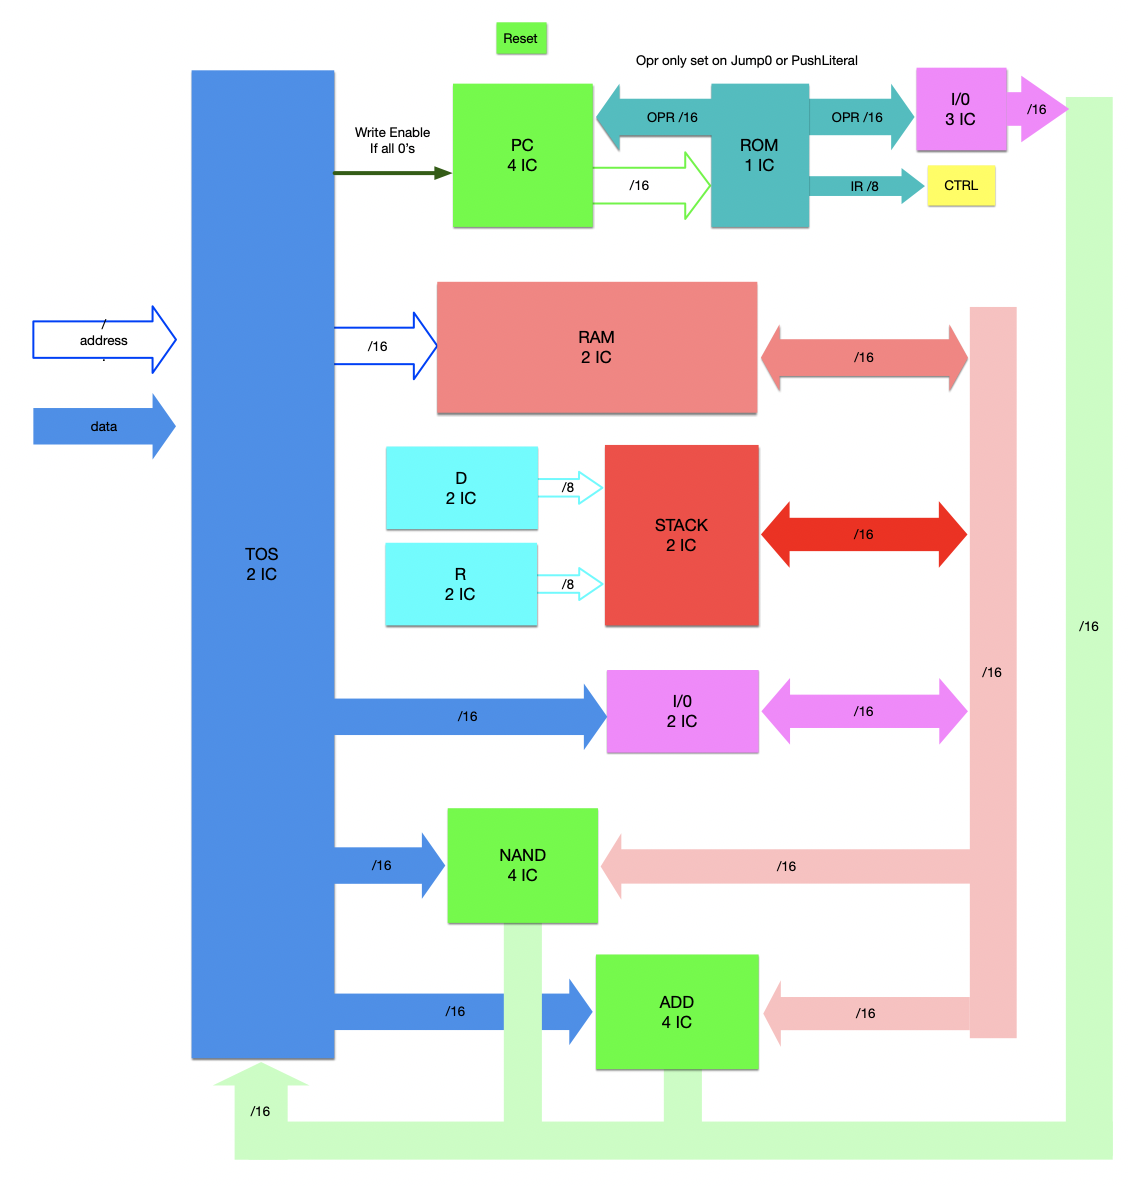 Reset
Opr only set on Jump0 or PushLiteral
Write Enable
If all 0's
PC
4 IC
OPR /16
/16
ROM
1 IC
OPR /16
IR /8
I/0
3 IC
/16
CTRL
/
address
.
data
TOS
2 IC
/16
RAM
2 IC
/16
D
2 IC
/8
R
2 IC
/8
STACK
2 IC
/16
/16
/16
/16
I/0
2 IC
/16
/16
NAND
4 IC
/16
/16
ADD
4 IC
/16
/16